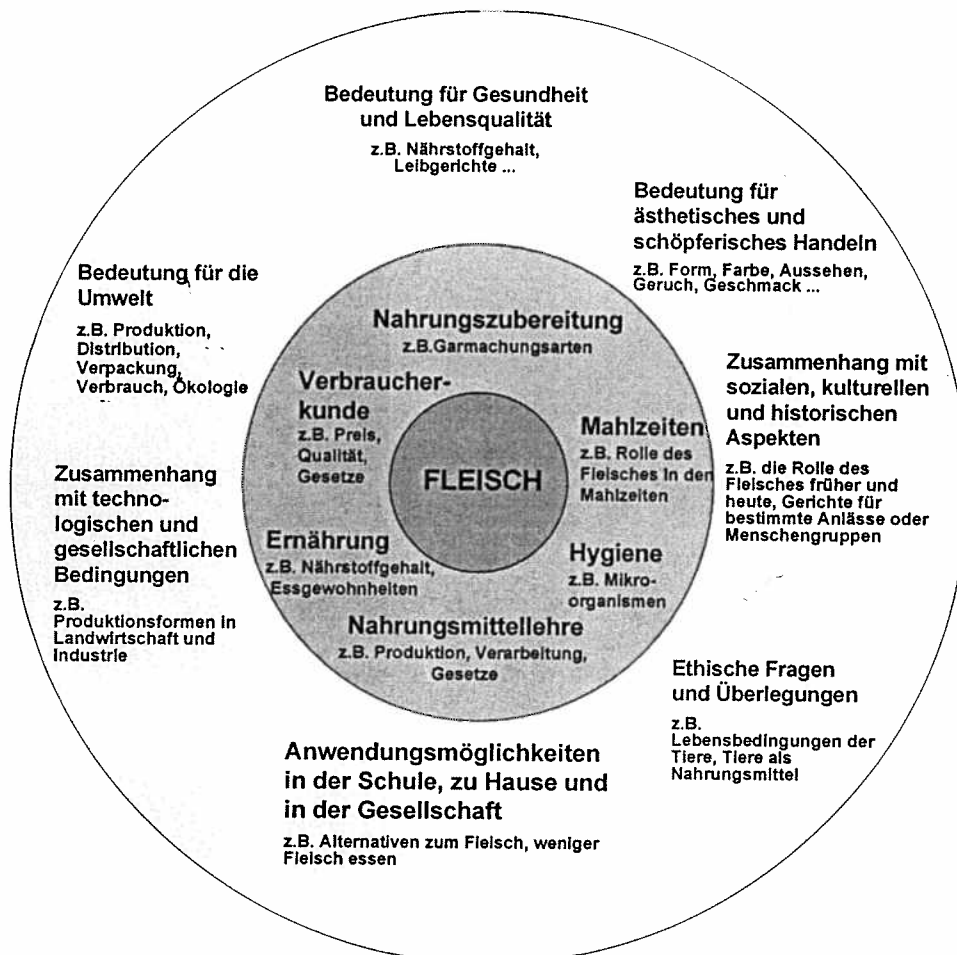 Bedeutung für Gesundheit
und Lebensqualität
z.B. Nährstoffgehalt,
Leibgerichte ...
Bedeutung für
ästhetisches und
schöpferisches Handeln
z.B. Form, Farbe, Aussehen,
Geruch, Geschmack ...
Bedeutung für die
Umwelt
z.B. Produktion,
Distribution,
Verpackung,
Verbrauch, Ökologie
Nahrungszubereitung
z.B.Garmachungsarten
Verbraucher-
kunde
z.B. Preis,
Qualität,
Gesetze
FLEISCH
Mahlzeiten
z.B. Rolle des
Fleisches in den
Mahlzeiten
Zusammenhang mit
sozialen, kulturellen
und historischen
Aspekten
z.B. die Rolle des
Fleisches früher und
heute, Gerichte für
bestimmte Anlässe oder
Menschengruppen
Zusammenhang
mit techno-
logischen und
gesellschaftlichen
Bedingungen
z.B.
Produktionsformen in
Landwirtschaft und
Industrie
Ernährung
z.B. Nährstoffgehalt,
Essgewohnheiten
Hygiene
z.B. Mikro-
organismen
Nahrungsmittellehre
z.B. Produktion, Verarbeitung,
Gesetze
Ethische Fragen
und Überlegungen
z.B.
Lebensbedingungen der
Tiere, Tiere als
Nahrungsmittel
Anwendungsmöglichkeiten
in der Schule, zu Hause und
in der Gesellschaft
z.B. Alternativen zum Fleisch, weniger
Fleisch essen